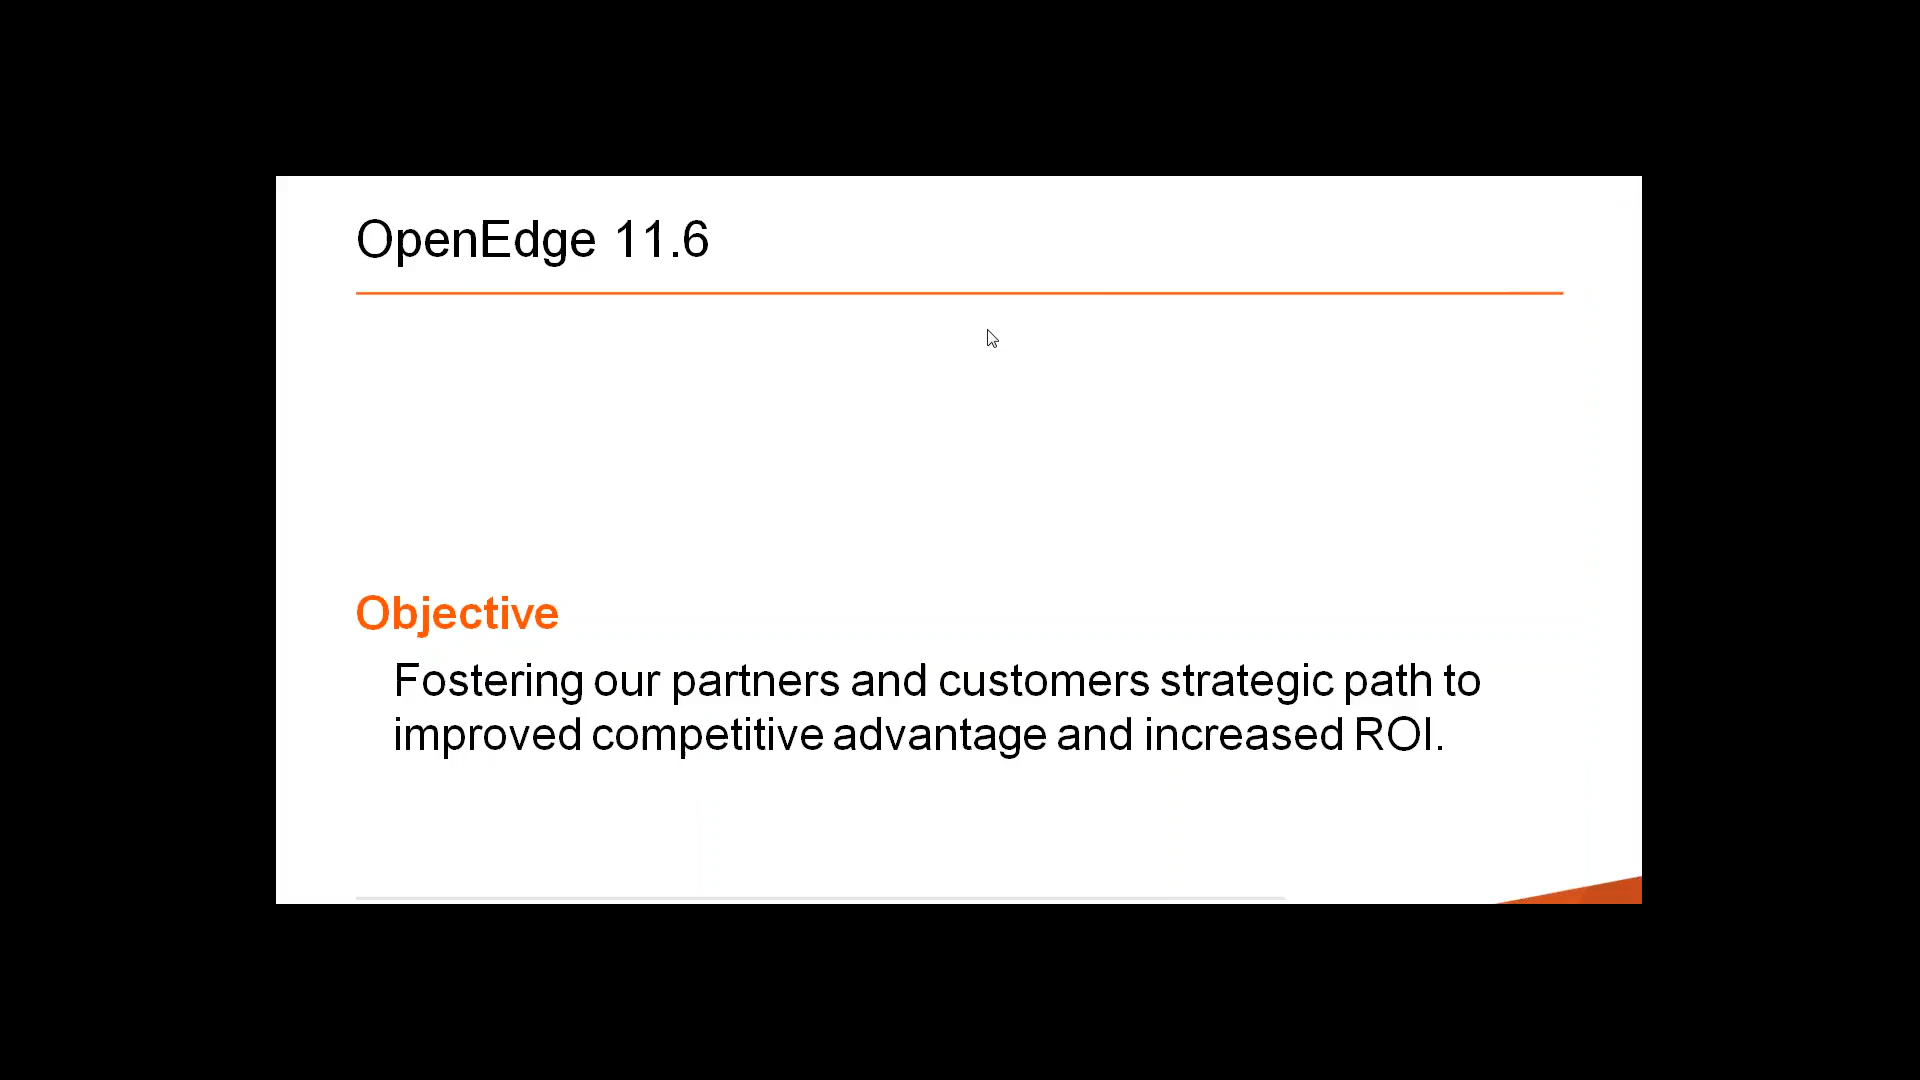 OpenEdge 11.6
Objective
Fostering our partners and customers strategic path to
improved competitive advantage and increased ROI.